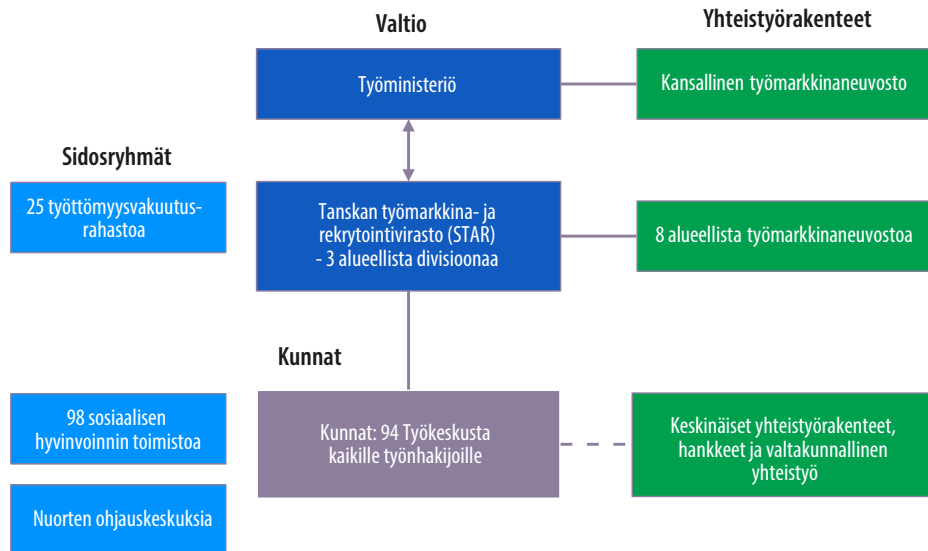 Valtio
Yhteistyörakenteet
Työministeriö
Kansallinen työmarkkinaneuvosto
Sidosryhmät
25 työttömyysvakuutus-
rahastoa
Tanskan työmarkkina- ja
rekrytointivirasto (STAR)
- 3 alueellista divisioonaa
8 alueellista työmarkkinaneuvostoa
Kunnat
98 sosiaalisen
hyvinvoinnin toimistoa
Kunnat: 94 Työkeskusta
kaikille työnhakijoille
Keskinäiset yhteistyörakenteet,
hankkeet ja valtakunnallinen
yhteistyö
Nuorten ohjauskeskuksia